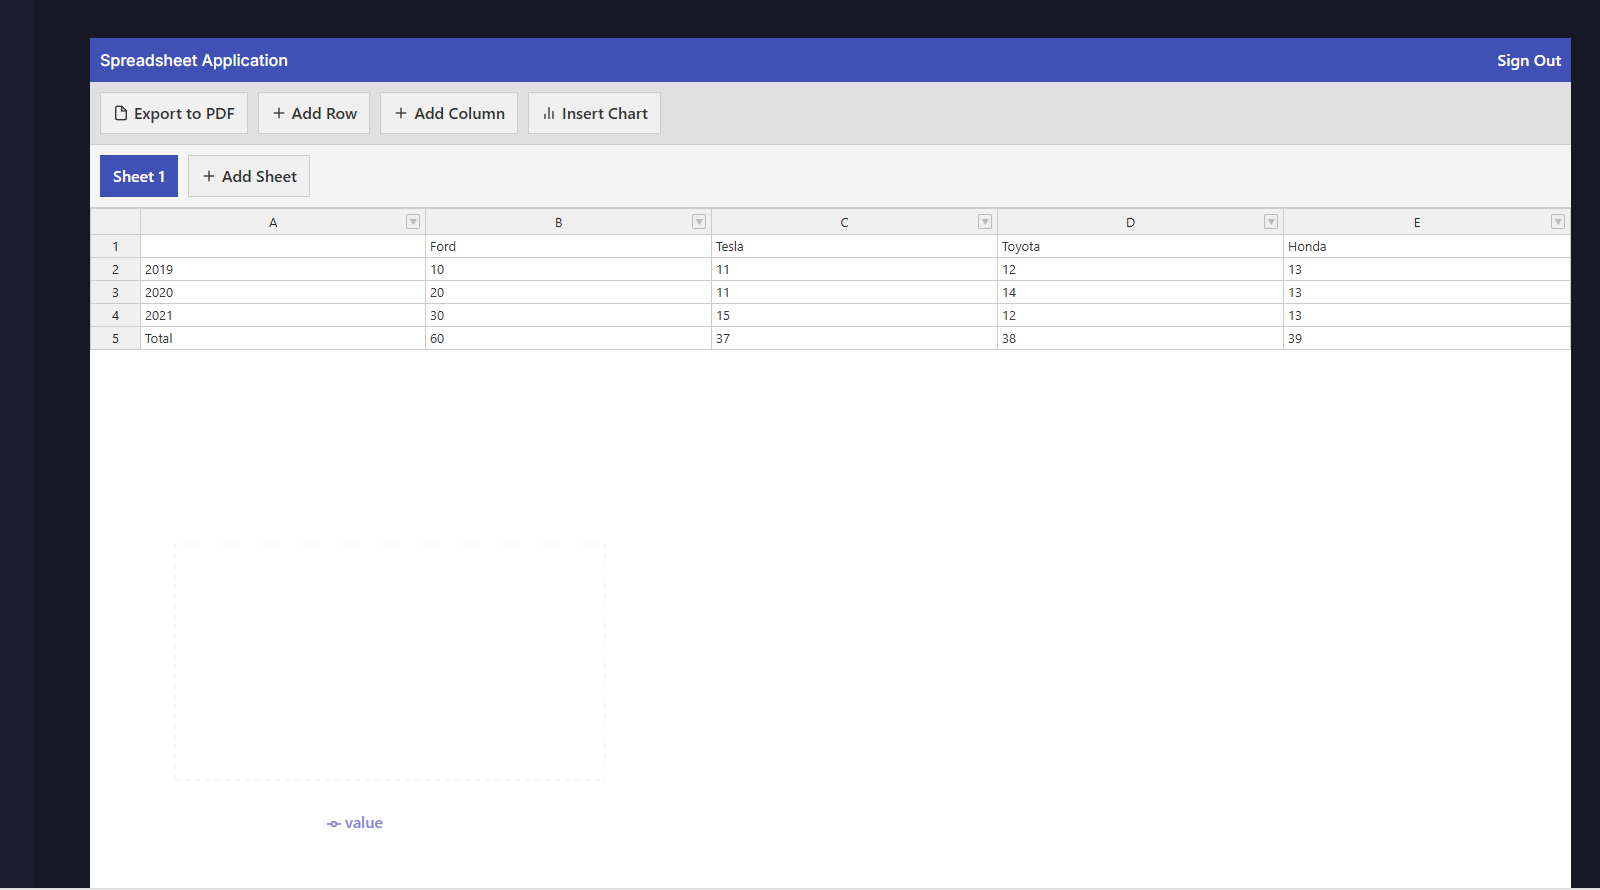 Spreadsheet Application Sign Out
Export to PDF + Add Row + Add Column Insert Chart
Sheet 1 + Add Sheet
A B C D E
1 Ford Tesla Toyota Honda
2 2019 10 11 12 13
3 2020 20 11 14 13
4 2021 30 15 12 13
5 Total 60 37 38 39
value